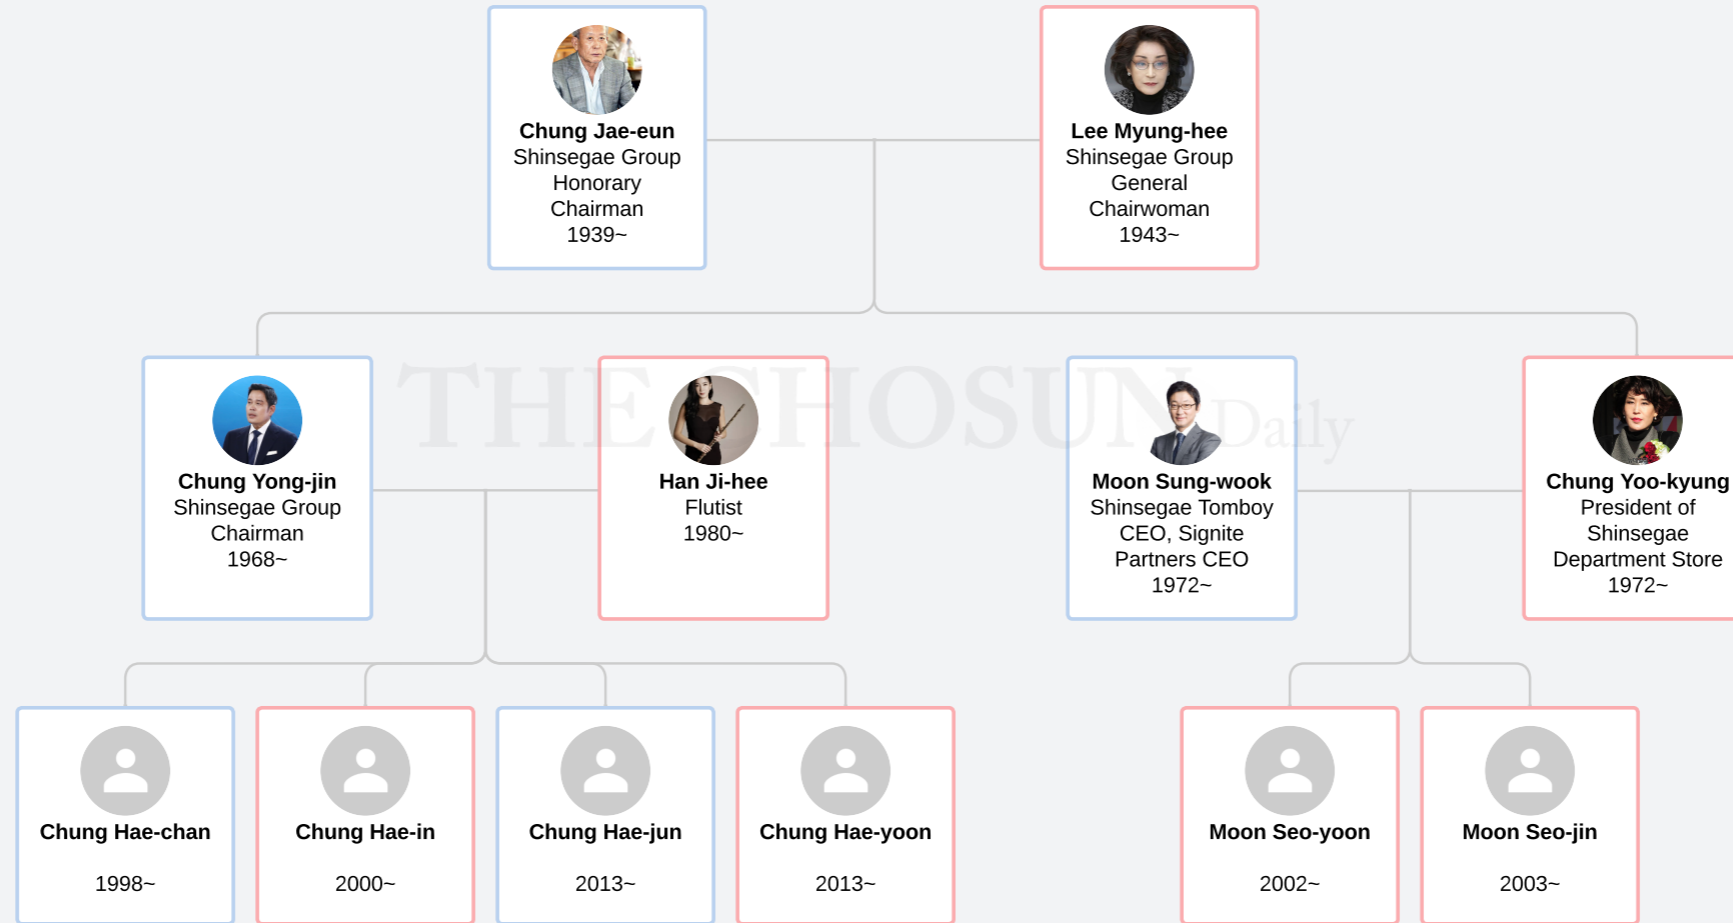 Chung Jae-eun
Shinsegae Group
Honorary
Chairman
1939~
Lee Myung-hee
Shinsegae Group
General
Chairwoman
1943~
THE CHOSUN Daily
Chung Yong-jin
Shinsegae Group
Chairman
1968~
Han Ji-hee
Flutist
1980~
Moon Sung-wook
Shinsegae Tomboy
CEO, Signite
Partners CEO
1972~
Chung Yoo-kyung
President of
Shinsegae
Department Store
1972~
Chung Hae-chan
1998~
Chung Hae-in
2000~
Chung Hae-jun
2013~
Chung Hae-yoon
2013~
Moon Seo-yoon
2002~
Moon Seo-jin
2003~